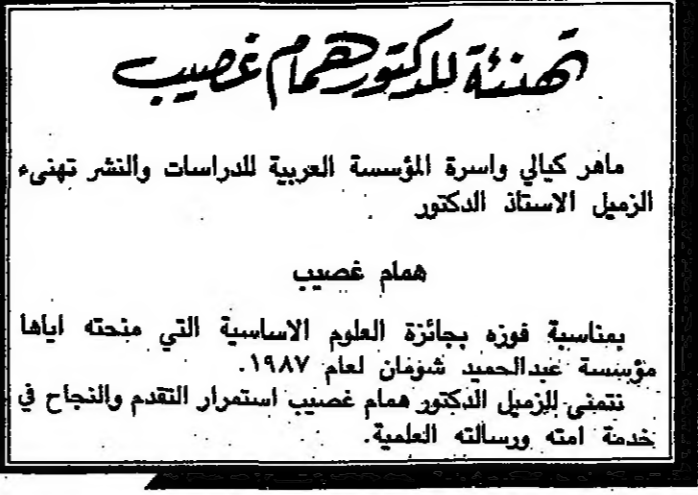 تهنئة للدكتور همام غصيب
ماهر كيالي واسرة المؤسسة العربية للدراسات والنشر تهنىء
الزميل الاستاذ الدكتور
همام غصيب
بمناسبة فوزه بجائزة العلوم الاساسية التي منحته اياها
مؤسسة عبدالحميد شومان لعام ١٩٨٧.
نتمنى للزميل الدكتور همام غصيب استمرار التقدم والنجاح في
خدمة امته ورسالته العلمية.